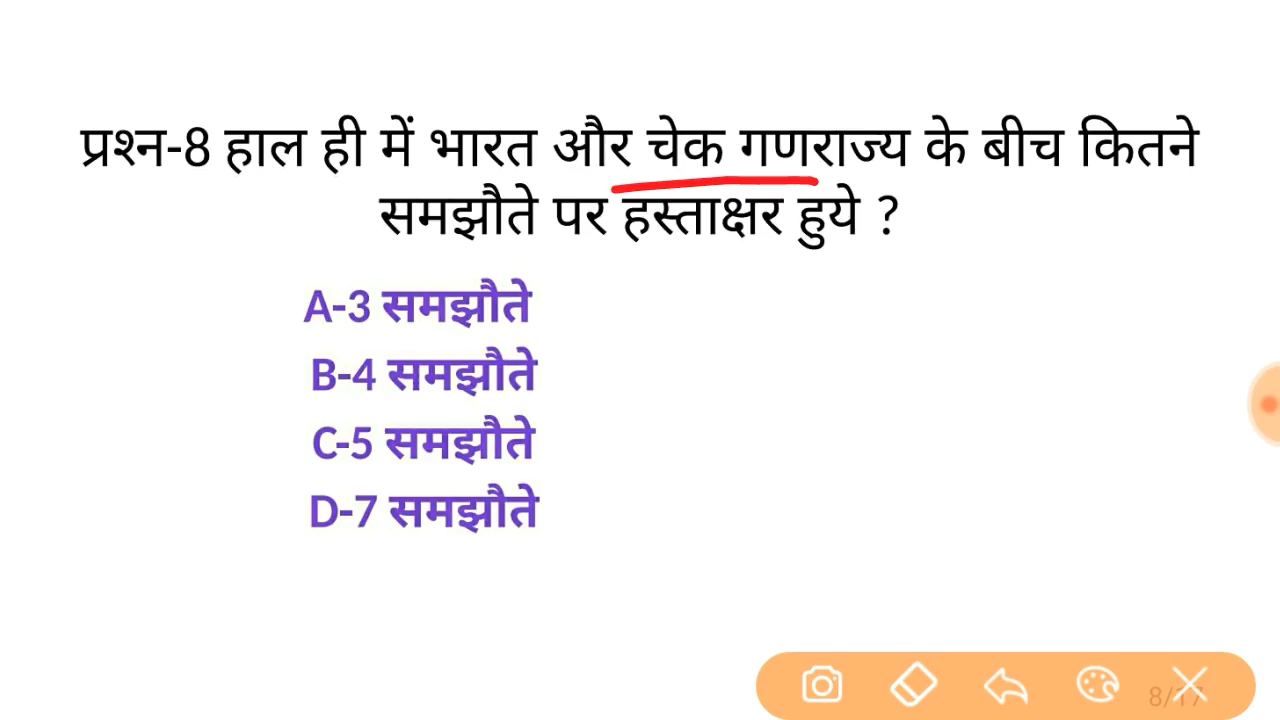 प्रश्न-8 हाल ही में भारत और चेक गणराज्य के बीच कितने
समझौते पर हस्ताक्षर हुये ?
A-3 समझौते
B-4 समझौते
C-5 समझौते
D-7 समझौते
8/17